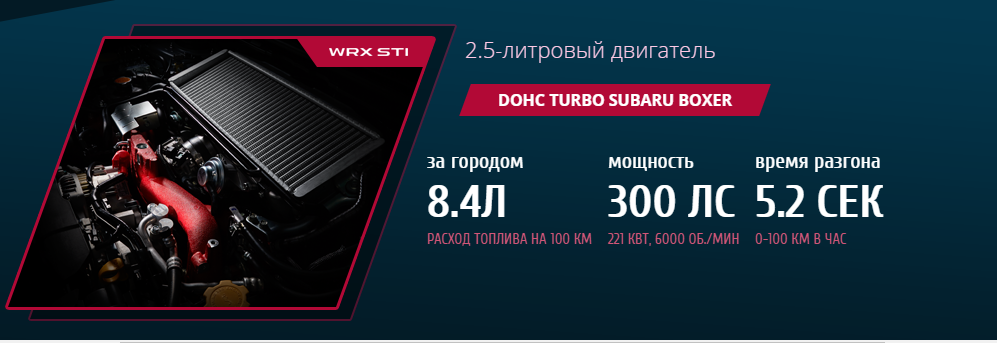 WRX STI
2.5-литровый двигатель
DOHC TURBO SUBARU BOXER
за городом
8.4Л
РАСХОД ТОПЛИВА НА 100 КМ
мощность
300 ЛС
221 КВТ, 6000 ОБ./МИН
время разгона
5.2 СЕК
0-100 КМ В ЧАС